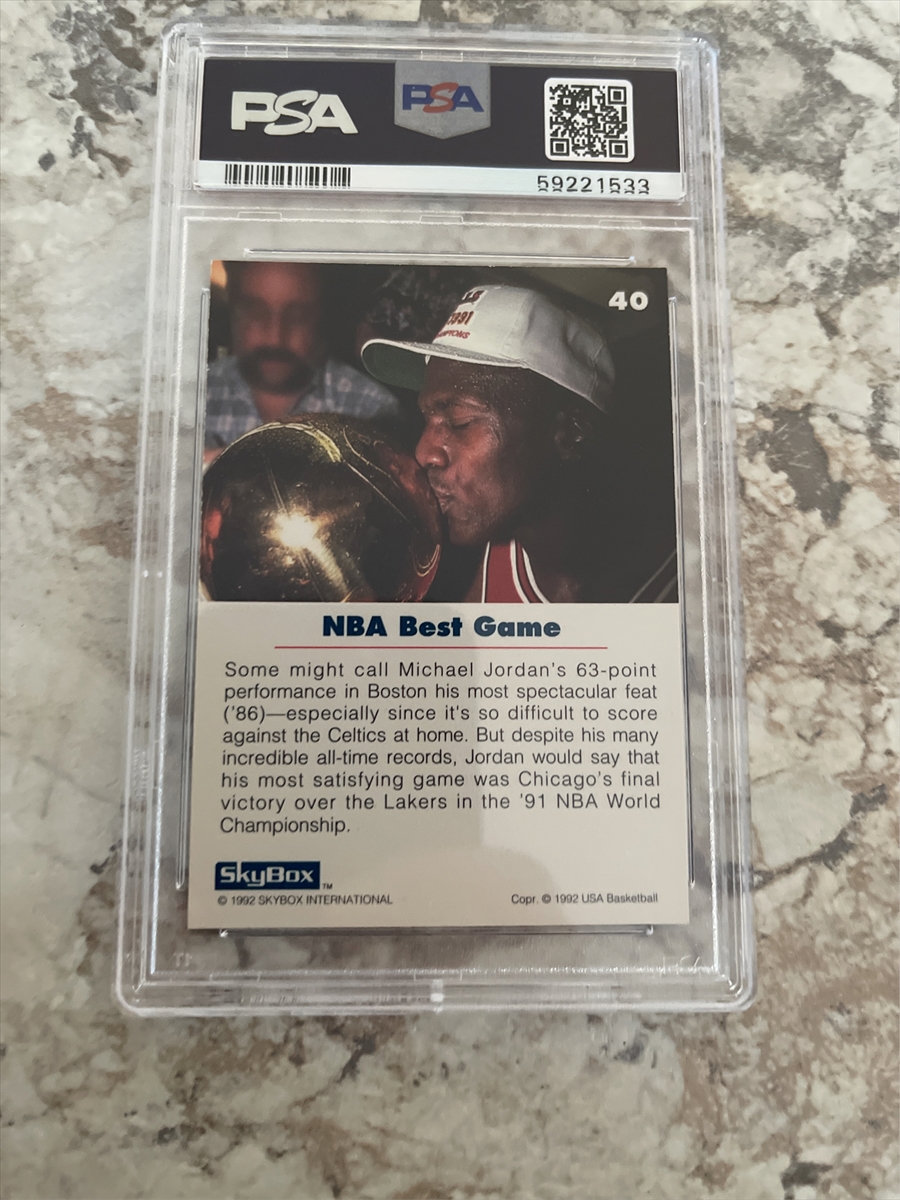 PSA
PSA
59221533
40
1991
NBA Best Game
Some might call Michael Jordan's 63-point
performance in Boston his most spectacular feat
('86)—especially since it's so difficult to score
against the Celtics at home. But despite his many
incredible all-time records, Jordan would say that
his most satisfying game was Chicago's final
victory over the Lakers in the '91 NBA World
Championship.
SkyBox™
© 1992 SKYBOX INTERNATIONAL
Copr. © 1992 USA Basketball